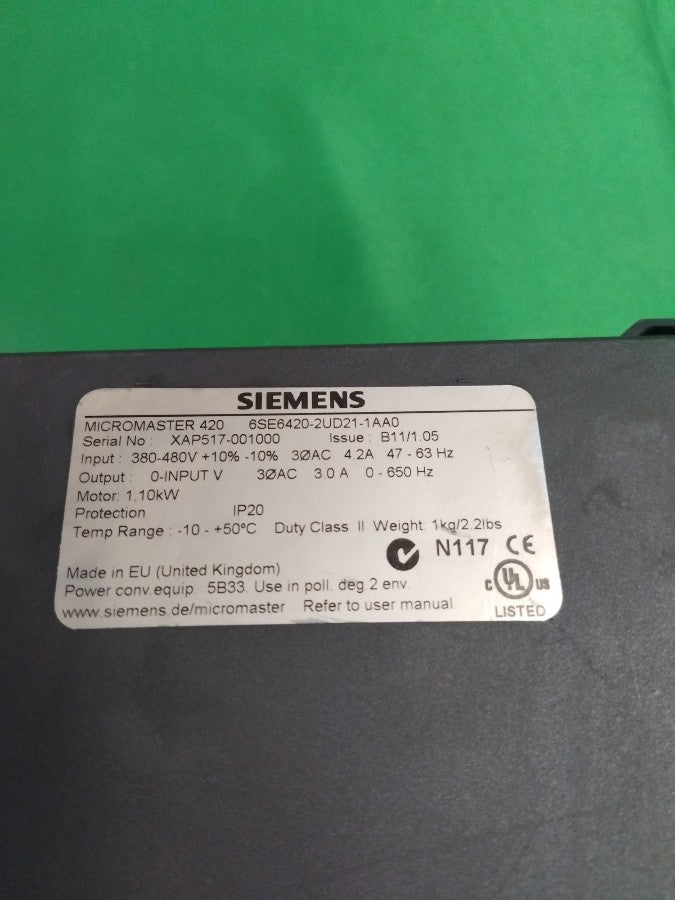 SIEMENS
MICROMASTER 420 6SE6420-2UD21-1AA0
Serial No : XAP517-001000 Issue : B11/1.05
Input : 380-480V +10% -10% 3ØAC 4.2A 47 - 63 Hz
Output : 0-INPUT V 3ØAC 3.0 A 0 - 650 Hz
Motor: 1.10kW
Protection IP20
Temp Range : -10 - +50°C Duty Class II Weight: 1kg/2.2lbs
N117 CE
Made in EU (United Kingdom)
Power conv.equip. 5B33. Use in poll. deg.2 env.
C UL US
www.siemens.de/micromaster Refer to user manual.
LISTED